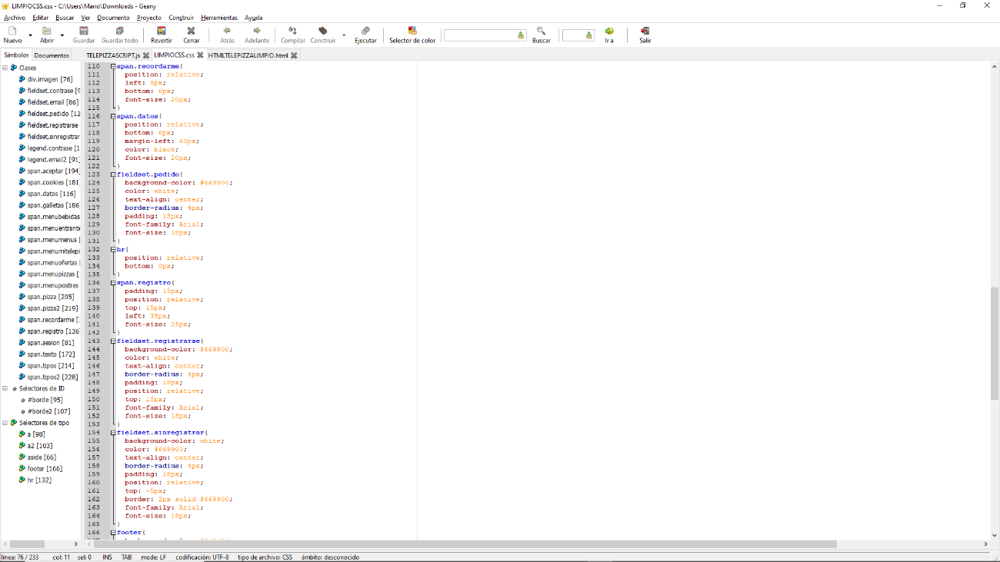 LIMPIOCSS.css - C:\Users\Mario\Downloads - Geany
Archivo Editar Buscar Ver Documento Proyecto Construir Herramientas Ayuda
Nuevo Abrir Guardar Guardar todo Revertir Cerrar Atrás Adelante Compilar Construir Ejecutar Selector de color Buscar Ir a Salir
Símbolos Documentos TELEPIZZASCRIPT.js LIMPIOCSS.css HTMLTELEPIZZALIMPIO.html
Clases
div.imagen [76]
fieldset.contrase [9
fieldset.email [86]
fieldset.pedido [12
fieldset.registrarse
fieldset.sinregistrar
legend.contrase [1
legend.email2 [91]
span.aceptar [194]
span.cookies [181]
span.datos [116]
span.galletas [186]
span.menubebidas
span.menuentrante
span.menumenus [
span.menumitelepi
span.menuofertas [
span.menupizzas [
span.menupostres
span.pizza [205]
span.pizza2 [219]
span.recordarme [
span.registro [136]
span.sesion [81]
span.texto [172]
span.tipos [214]
span.tipos2 [228]
Selectores de ID
#borde [95]
#borde2 [107]
Selectores de tipo
a [98]
a2 [103]
aside [66]
footer [166]
hr [132]
110 span.recordarme{
111 position: relative;
112 left: 8px;
113 bottom: 6px;
114 font-size: 20px;
115 }
116 span.datos{
117 position: relative;
118 bottom: 6px;
119 margin-left: 63px;
120 color: black;
121 font-size: 20px;
122 }
123 fieldset.pedido{
124 background-color: #669900;
125 color: white;
126 text-align: center;
127 border-radius: 4px;
128 padding: 18px;
129 font-family: Arial;
130 font-size: 18px;
131 }
132 hr{
133 position: relative;
134 bottom: 0px;
135 }
136 span.registro{
137 padding: 15px;
138 position: relative;
139 top: 15px;
140 left: 35px;
141 font-size: 25px;
142 }
143 fieldset.registrarse{
144 background-color: #669900;
145 color: white;
146 text-align: center;
147 border-radius: 4px;
148 padding: 18px;
149 position: relative;
150 top: 18px;
151 font-family: Arial;
152 font-size: 18px;
153 }
154 fieldset.sinregistrar{
155 background-color: white;
156 color: #669900;
157 text-align: center;
158 border-radius: 4px;
159 padding: 18px;
160 position: relative;
161 top: -5px;
162 border: 2px solid #669900;
163 font-family: Arial;
164 font-size: 18px;
165 }
166 footer{
línea: 76 / 233 col: 11 sel: 0 INS TAB mode: LF codificación: UTF-8 tipo de archivo: CSS ámbito: desconocido